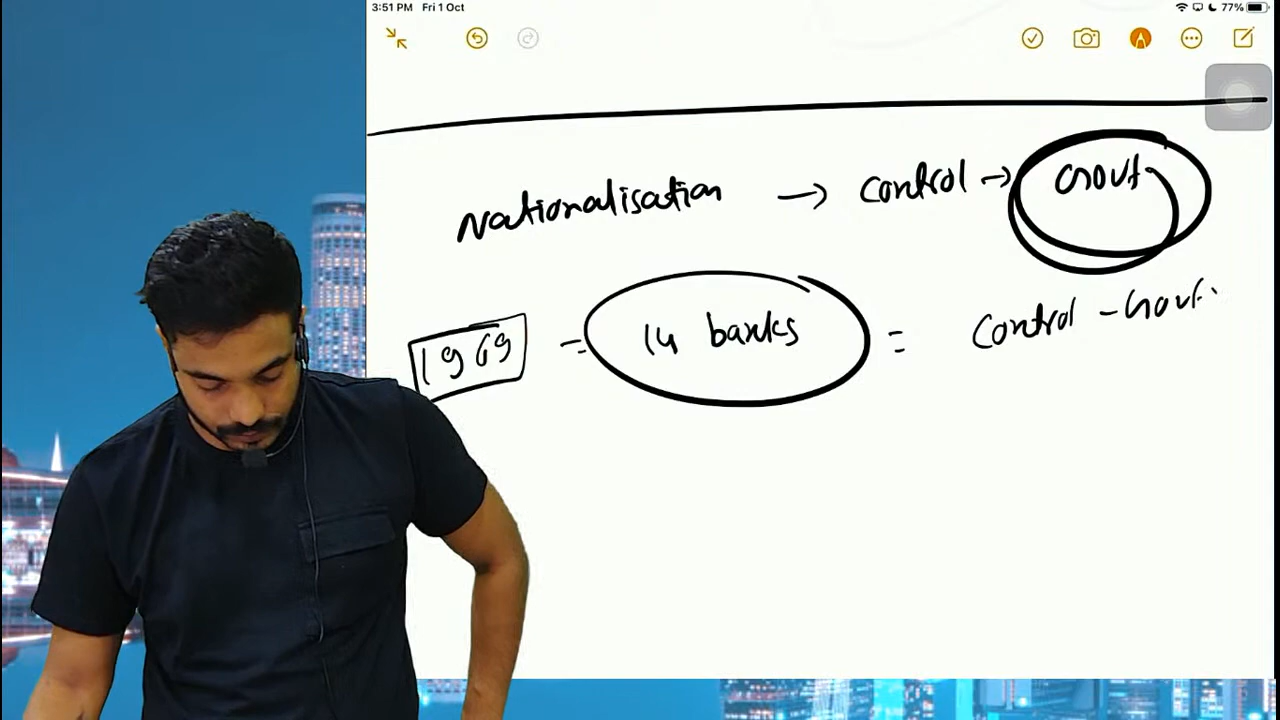 3:51 PM Fri 1 Oct 77%
Nationalisation → control → Govt
1969 = 14 banks = control - Govt.